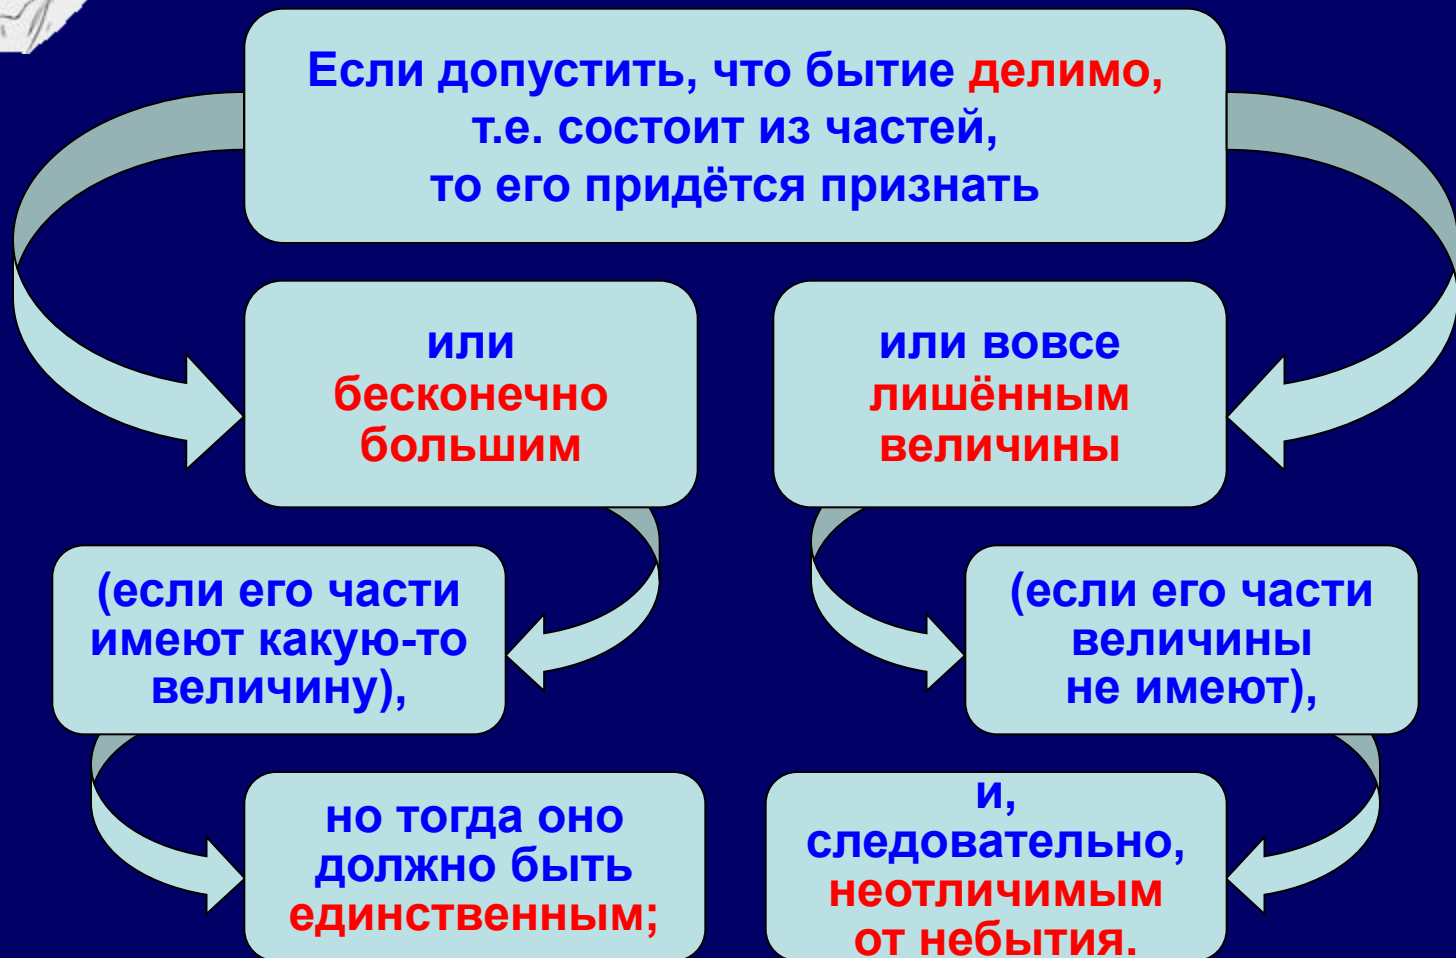 Если допустить, что бытие делимо,
т.е. состоит из частей,
то его придётся признать
или
бесконечно
большим
или вовсе
лишённым
величины
(если его части
имеют какую-то
величину),
(если его части
величины
не имеют),
но тогда оно
должно быть
единственным;
и,
следовательно,
неотличимым
от небытия.